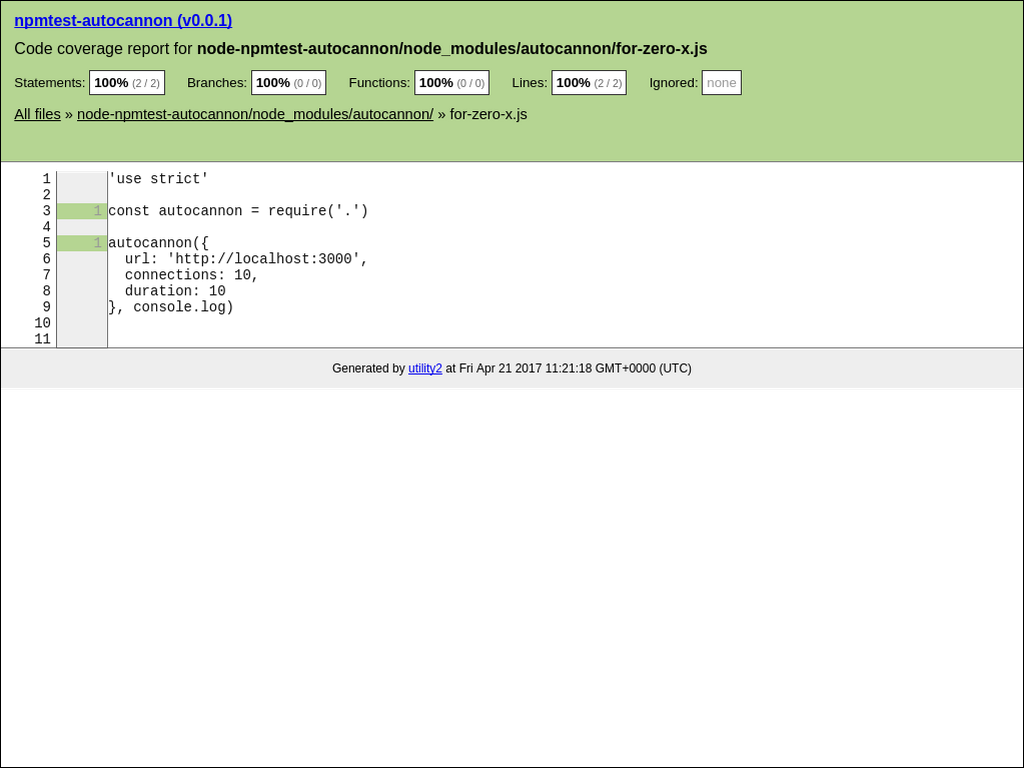 npmtest-autocannon (v0.0.1)
Code coverage report for node-npmtest-autocannon/node_modules/autocannon/for-zero-x.js
Statements: 100% (2 / 2) Branches: 100% (0 / 0) Functions: 100% (0 / 0) Lines: 100% (2 / 2) Ignored: none
All files » node-npmtest-autocannon/node_modules/autocannon/ » for-zero-x.js
1 'use strict'
2
3 1 const autocannon = require('.')
4
5 1 autocannon({
6 url: 'http://localhost:3000',
7 connections: 10,
8 duration: 10
9 }, console.log)
10
11
Generated by utility2 at Fri Apr 21 2017 11:21:18 GMT+0000 (UTC)